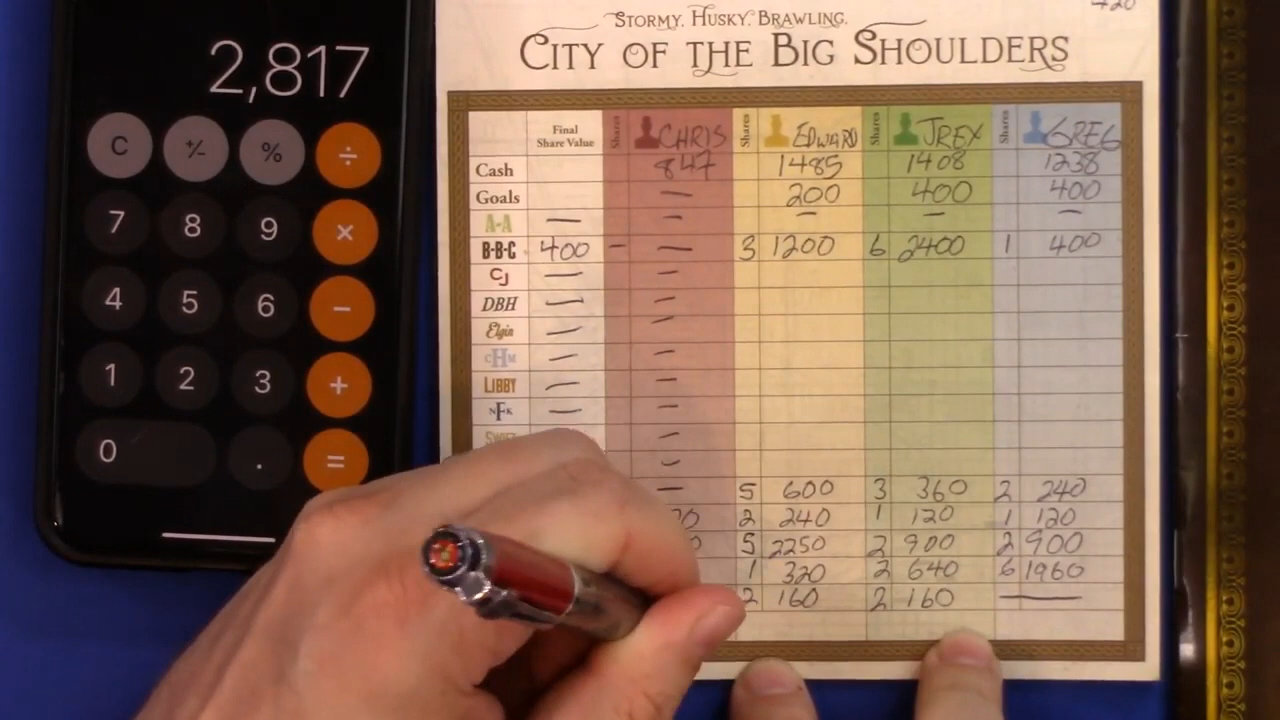 2,817
C +/- % ÷
7 8 9 ×
4 5 6 −
1 2 3 +
0 . =
420
STORMY. HUSKY. BRAWLING.
CITY OF THE BIG SHOULDERS
Final Share Value Shares CHRIS Shares EDWARD Shares JREX Shares GREG
Cash 847 1485 1408 1238
Goals — 200 400 400
A-A — — — — —
B-B-C 400 - — 3 1200 6 2400 1 400
CJ — —
DBH — —
Elgin — —
CHM — —
LIBBY — —
NFK — —
—
—
— 5 600 3 360 2 240
20 2 240 1 120 1 120
0 5 2250 2 900 2 900
1 320 2 640 6 1960
2 160 2 160 —